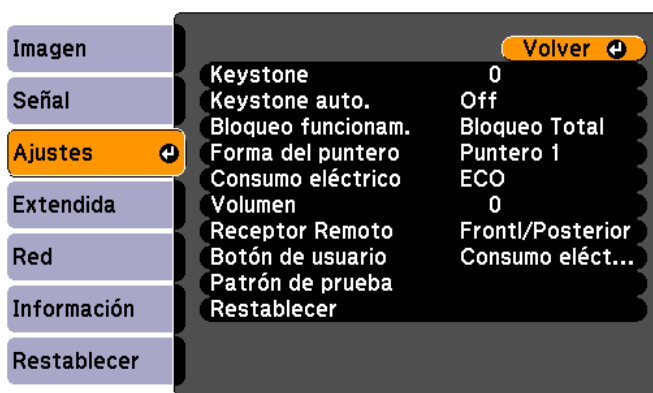 Imagen
Señal
Ajustes
Extendida
Red
Información
Restablecer
Volver
Keystone 0
Keystone auto. Off
Bloqueo funcionam. Bloqueo Total
Forma del puntero Puntero 1
Consumo eléctrico ECO
Volumen 0
Receptor Remoto Frontl/Posterior
Botón de usuario Consumo eléct...
Patrón de prueba
Restablecer